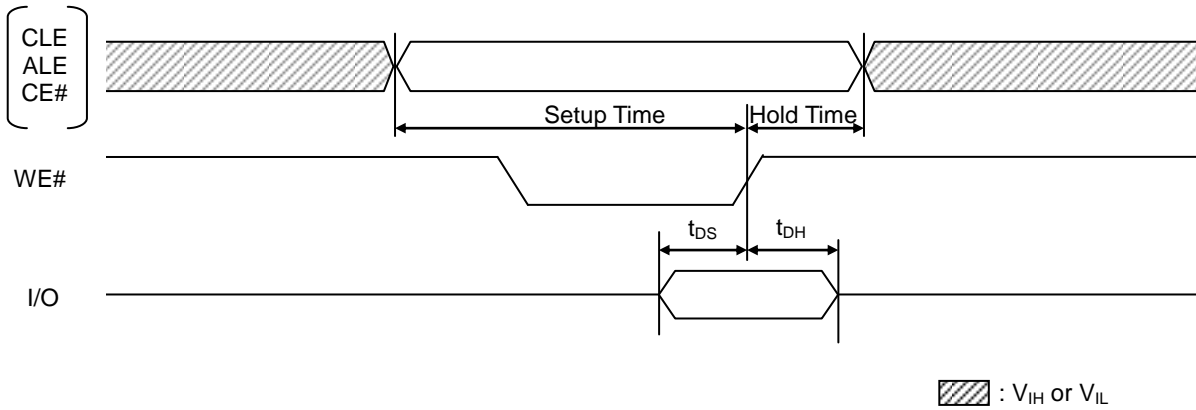 CLE
ALE
CE#
Setup Time
Hold Time
WE#
tDS
tDH
I/O
: VIH or VIL